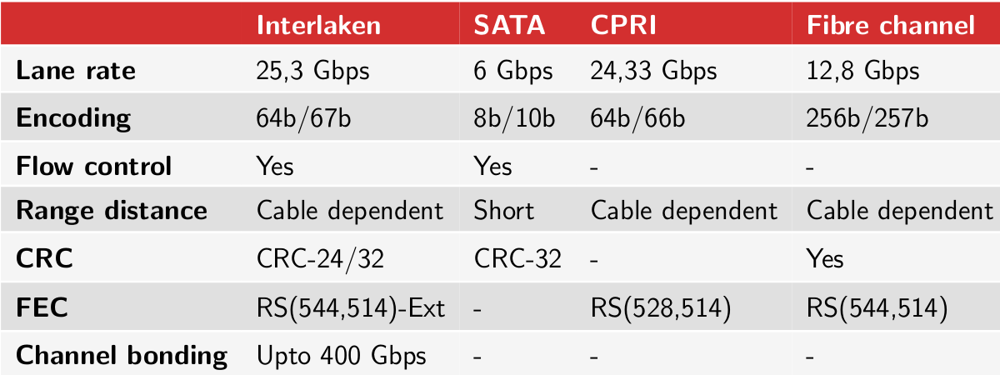 Interlaken SATA CPRI Fibre channel
Lane rate 25,3 Gbps 6 Gbps 24,33 Gbps 12,8 Gbps
Encoding 64b/67b 8b/10b 64b/66b 256b/257b
Flow control Yes Yes - -
Range distance Cable dependent Short Cable dependent Cable dependent
CRC CRC-24/32 CRC-32 - Yes
FEC RS(544,514)-Ext - RS(528,514) RS(544,514)
Channel bonding Upto 400 Gbps - - -